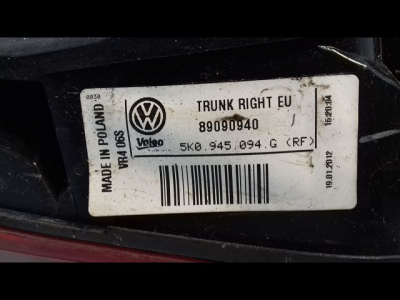 0030
MADE IN POLAND
VR4 06S
TRUNK RIGHT EU
89090940
Valeo
5K0.945.094.G (RF)
15:20:04
19.01.2012